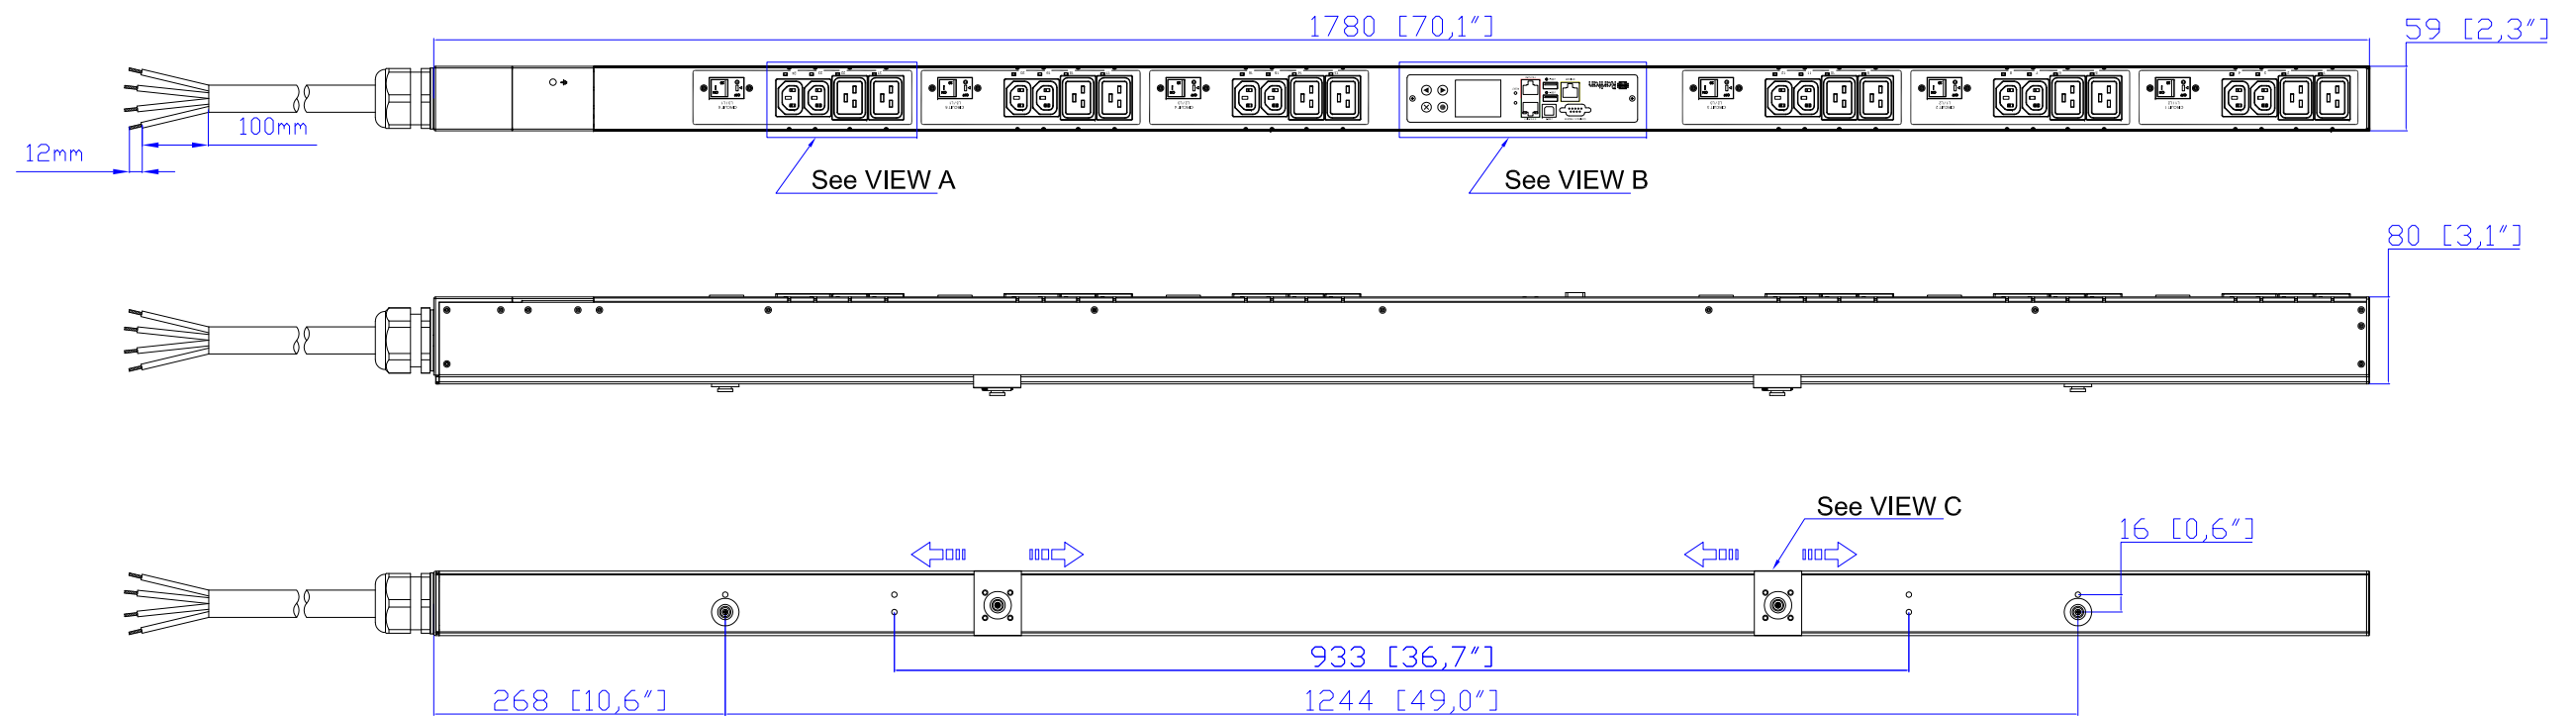 1780 [70,1"]
59 [2,3"]
100mm
12mm
See VIEW A
See VIEW B
80 [3,1"]
See VIEW C
16 [0,6"]
933 [36,7"]
268 [10,6"]
1244 [49,0"]